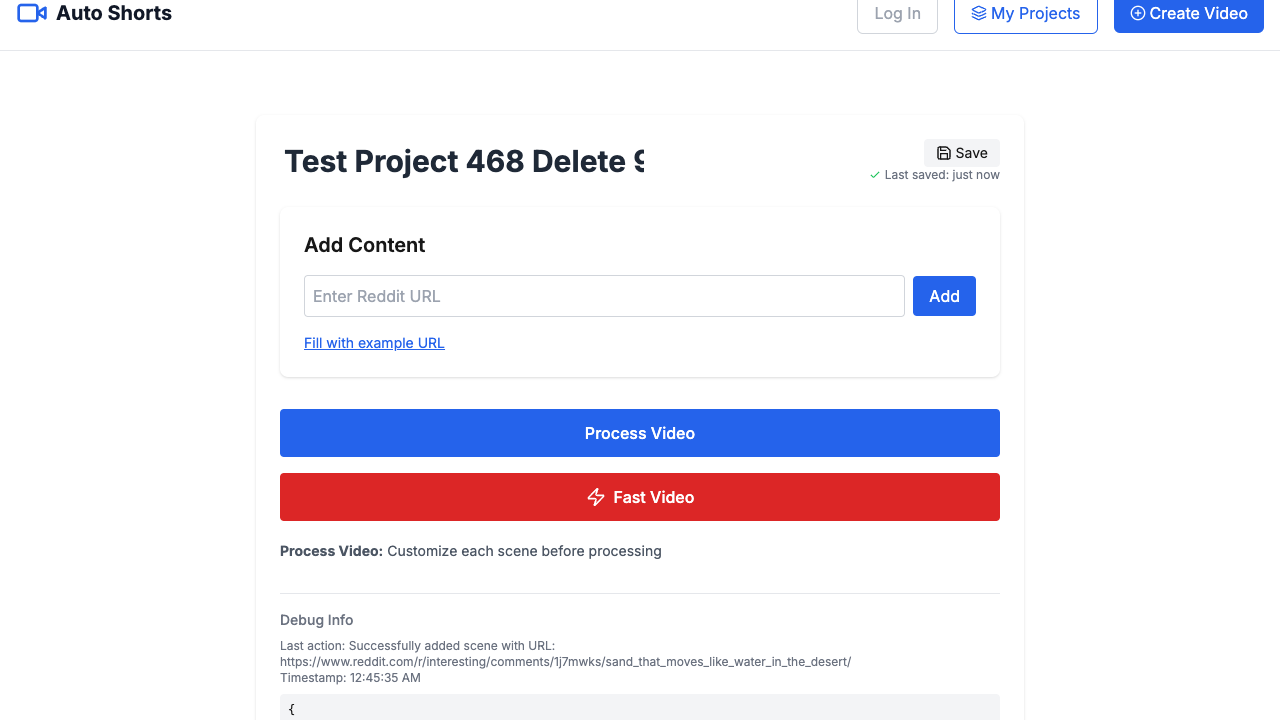 Auto Shorts
Log In
My Projects
Create Video
Test Project 468 Delete
Save
Last saved: just now
Add Content
Enter Reddit URL
Add
Fill with example URL
Process Video
Fast Video
Process Video: Customize each scene before processing
Debug Info
Last action: Successfully added scene with URL:
https://www.reddit.com/r/interesting/comments/1j7mwks/sand_that_moves_like_water_in_the_desert/
Timestamp: 12:45:35 AM
{